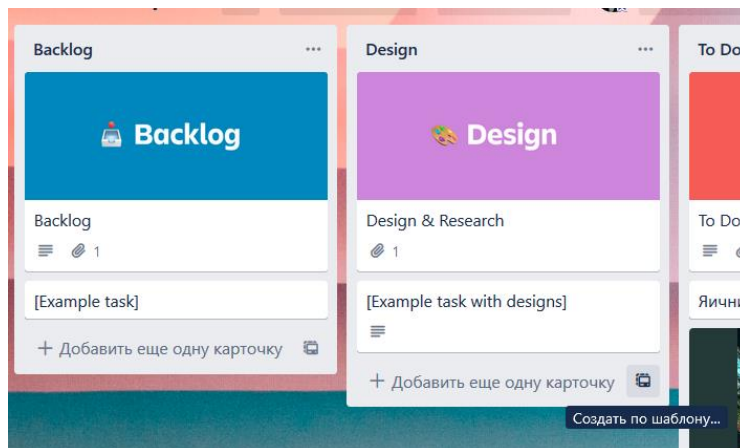 Backlog
Backlog
Backlog
1
[Example task]
+ Добавить еще одну карточку
Design
Design
Design & Research
1
[Example task with designs]
+ Добавить еще одну карточку
Создать по шаблону...
To Do
To Do